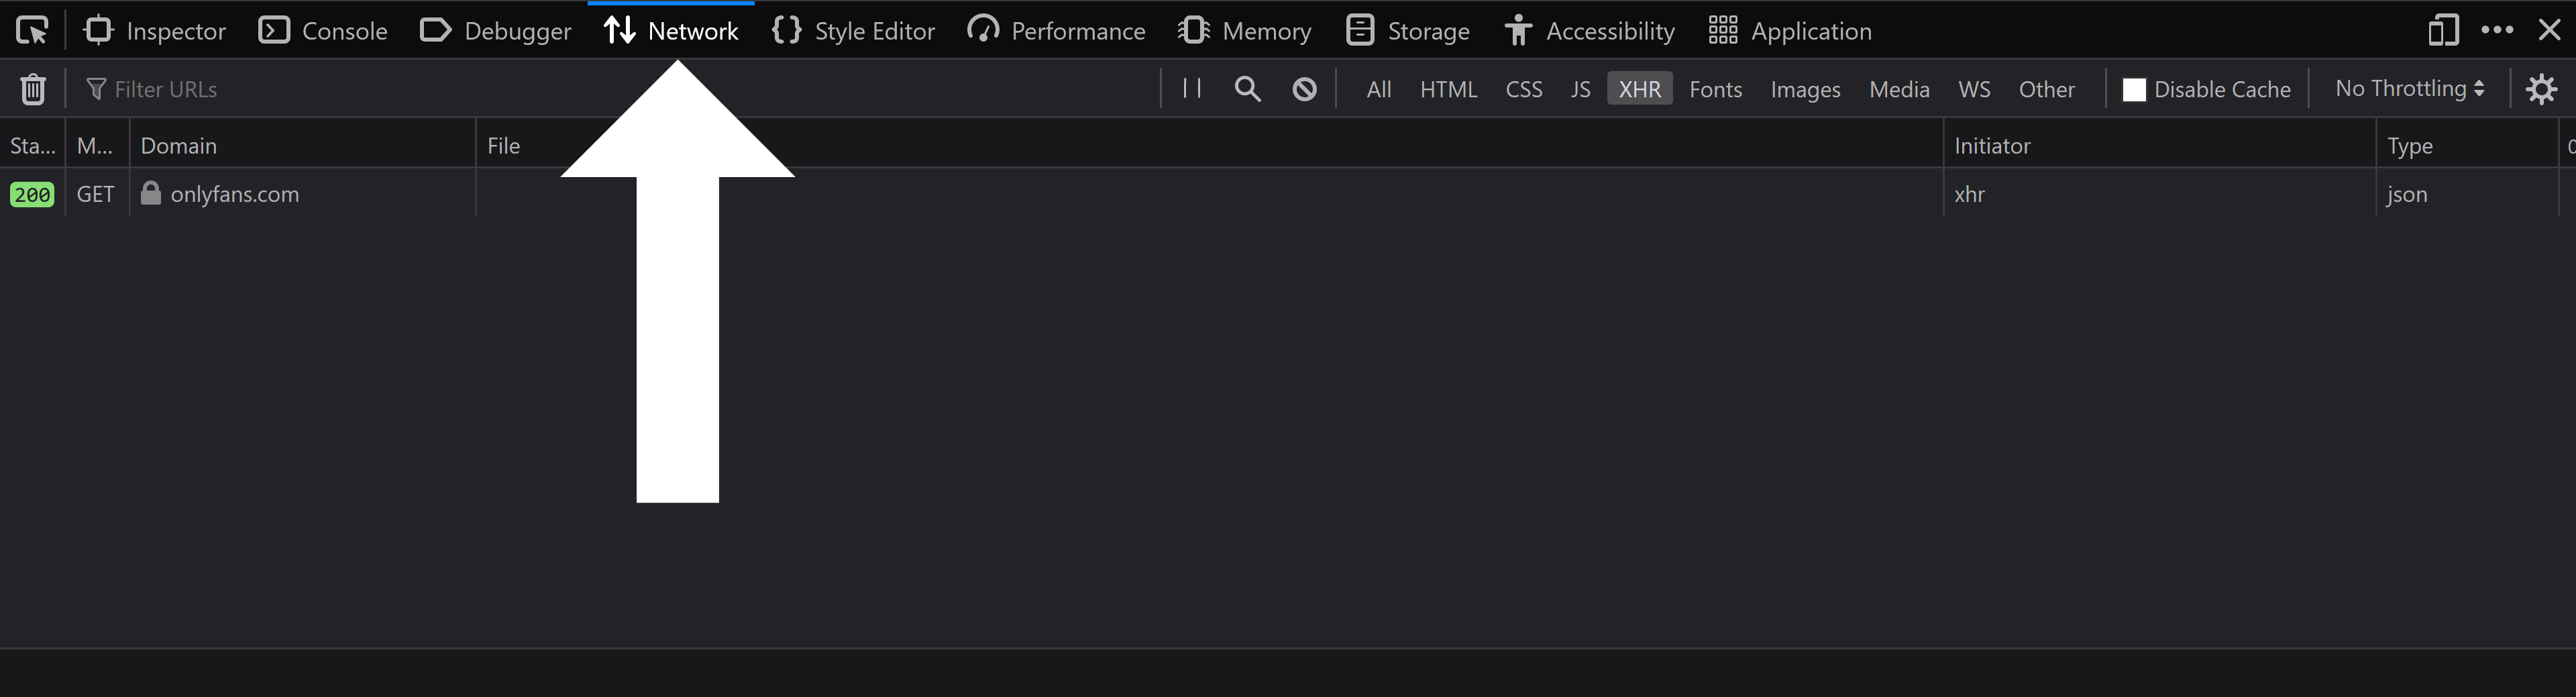 Inspector Console Debugger Network Style Editor Performance Memory Storage Accessibility Application
Filter URLs All HTML CSS JS XHR Fonts Images Media WS Other Disable Cache No Throttling
Sta... M... Domain File Initiator Type
200 GET onlyfans.com xhr json